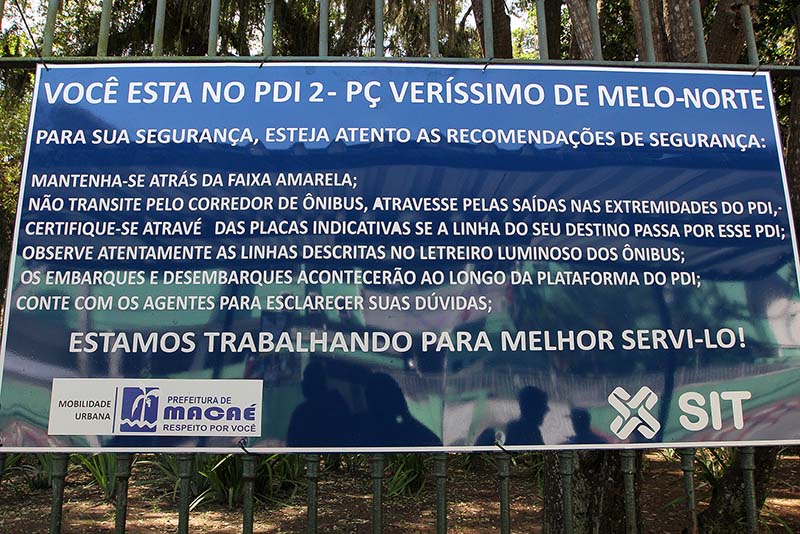 VOCÊ ESTA NO PDI 2 - PÇ VERÍSSIMO DE MELO-NORTE
PARA SUA SEGURANÇA, ESTEJA ATENTO AS RECOMENDAÇÕES DE SEGURANÇA:
MANTENHA-SE ATRÁS DA FAIXA AMARELA;
NÃO TRANSITE PELO CORREDOR DE ÔNIBUS, ATRAVESSE PELAS SAÍDAS NAS EXTREMIDADES DO PDI,
CERTIFIQUE-SE ATRAVÉ DAS PLACAS INDICATIVAS SE A LINHA DO SEU DESTINO PASSA POR ESSE PDI;
OBSERVE ATENTAMENTE AS LINHAS DESCRITAS NO LETREIRO LUMINOSO DOS ÔNIBUS;
OS EMBARQUES E DESEMBARQUES ACONTECERÃO AO LONGO DA PLATAFORMA DO PDI;
CONTE COM OS AGENTES PARA ESCLARECER SUAS DÚVIDAS;
ESTAMOS TRABALHANDO PARA MELHOR SERVI-LO!
MOBILIDADE
URBANA
PREFEITURA DE
MACAÉ
RESPEITO POR VOCÊ
SIT